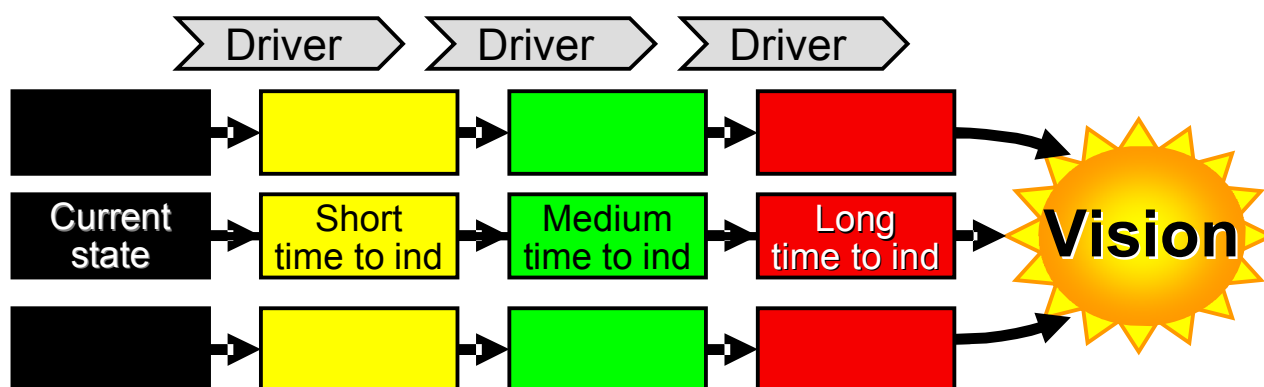 Driver
Driver
Driver
Current
state
Short
time to ind
Medium
time to ind
Long
time to ind
Vision